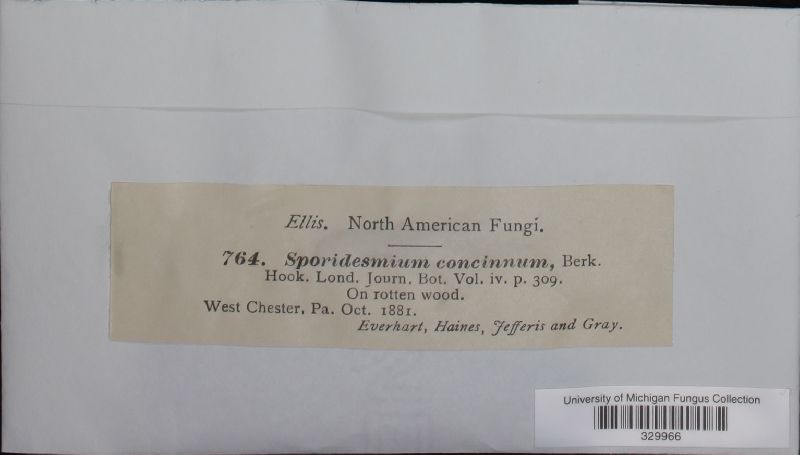 Ellis. North American Fungi.
764. Sporidesmium concinnum, Berk.
Hook. Lond. Journ. Bot. Vol. iv. p. 309.
On rotten wood.
West Chester, Pa. Oct. 1881.
Everhart, Haines, Jefferis and Gray.
University of Michigan Fungus Collection
329966